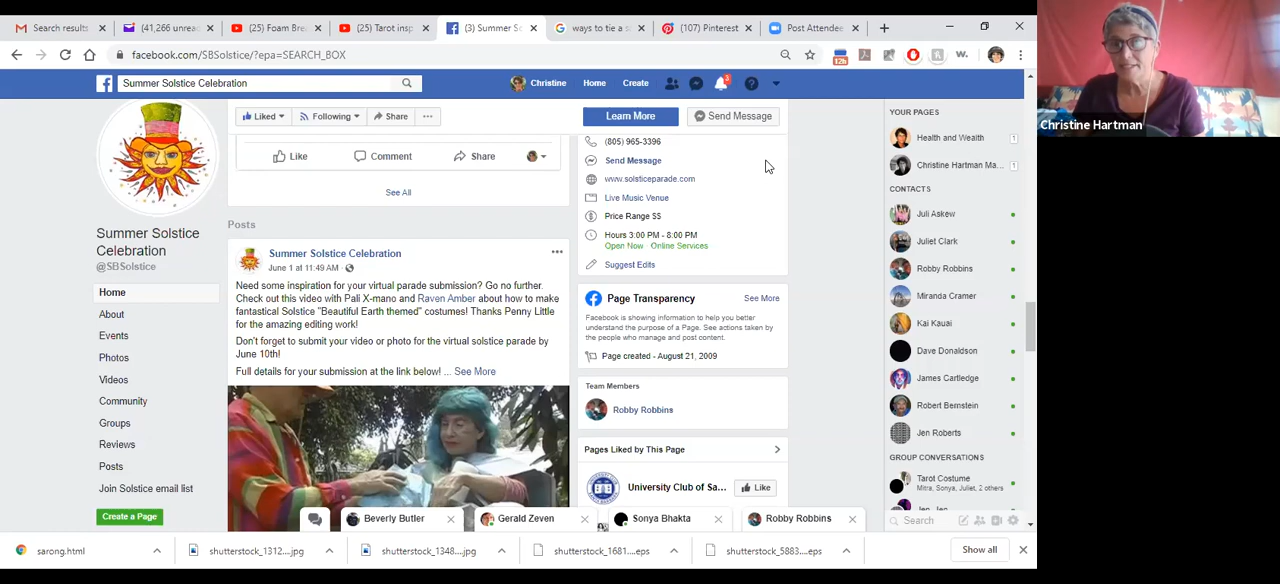 Search results
(41,266 unread
(25) Foam Bre
(25) Tarot insp
(3) Summer So
ways to tie a s
(107) Pinterest
Post Attendee
facebook.com/SBSolstice/?epa=SEARCH_BOX
12h
W.
Summer Solstice Celebration
Christine
Home
Create
3
Liked
Following
Share
Learn More
Send Message
Like
Comment
Share
See All
Posts
Summer Solstice
Celebration
@SBSolstice
Home
About
Events
Photos
Videos
Community
Groups
Reviews
Posts
Join Solstice email list
Create a Page
Summer Solstice Celebration
June 1 at 11:49 AM
Need some inspiration for your virtual parade submission? Go no further.
Check out this video with Pali X-mano and Raven Amber about how to make
fantastical Solstice "Beautiful Earth themed" costumes! Thanks Penny Little
for the amazing editing work!
Don't forget to submit your video or photo for the virtual solstice parade by
June 10th!
Full details for your submission at the link below! ... See More
(805) 965-3396
Send Message
www.solsticeparade.com
Live Music Venue
Price Range $$
Hours 3:00 PM - 8:00 PM
Open Now · Online Services
Suggest Edits
Page Transparency
See More
Facebook is showing information to help you better
understand the purpose of a Page. See actions taken
by the people who manage and post content.
Page created - August 21, 2009
Team Members
Robby Robbins
Pages Liked by This Page
University Club of Sa...
Like
YOUR PAGES
Health and Wealth
1
Christine Hartman Ma...
1
CONTACTS
Juli Askew
Juliet Clark
Robby Robbins
Miranda Cramer
Kai Kauai
Dave Donaldson
James Cartledge
Robert Bernstein
Jen Roberts
GROUP CONVERSATIONS
Tarot Costume
Mitra, Sonya, Juliet, 2 others
Search
Beverly Butler
Gerald Zeven
Sonya Bhakta
Robby Robbins
sarong.html
shutterstock_1312....jpg
shutterstock_1348....jpg
shutterstock_1681....eps
shutterstock_5883....eps
Show all
Christine Hartman